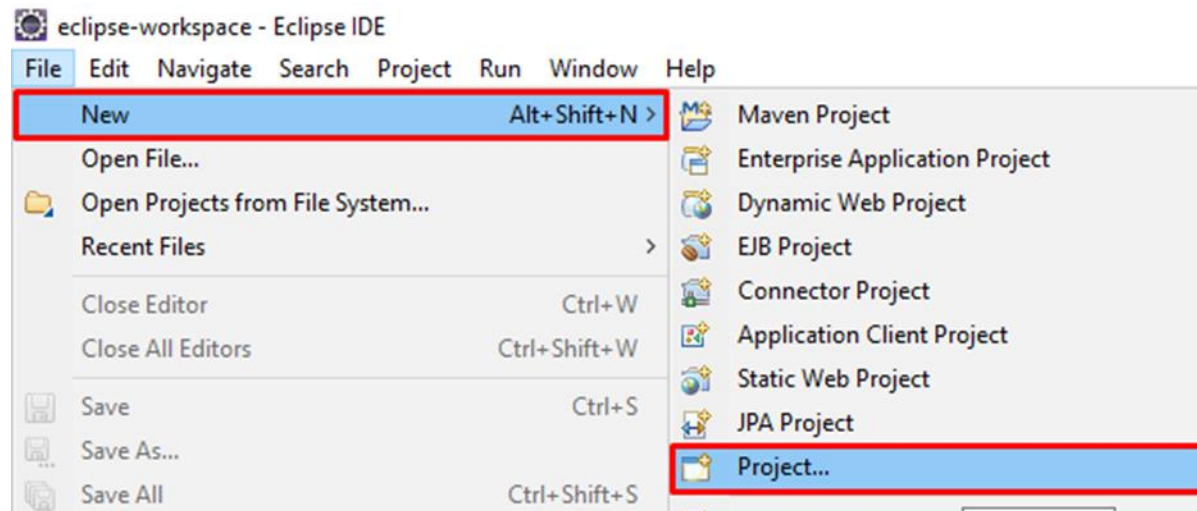 eclipse-workspace - Eclipse IDE
File Edit Navigate Search Project Run Window Help
New Alt+Shift+N >
Open File...
Open Projects from File System...
Recent Files >
Close Editor Ctrl+W
Close All Editors Ctrl+Shift+W
Save Ctrl+S
Save As...
Save All Ctrl+Shift+S
Maven Project
Enterprise Application Project
Dynamic Web Project
EJB Project
Connector Project
Application Client Project
Static Web Project
JPA Project
Project...